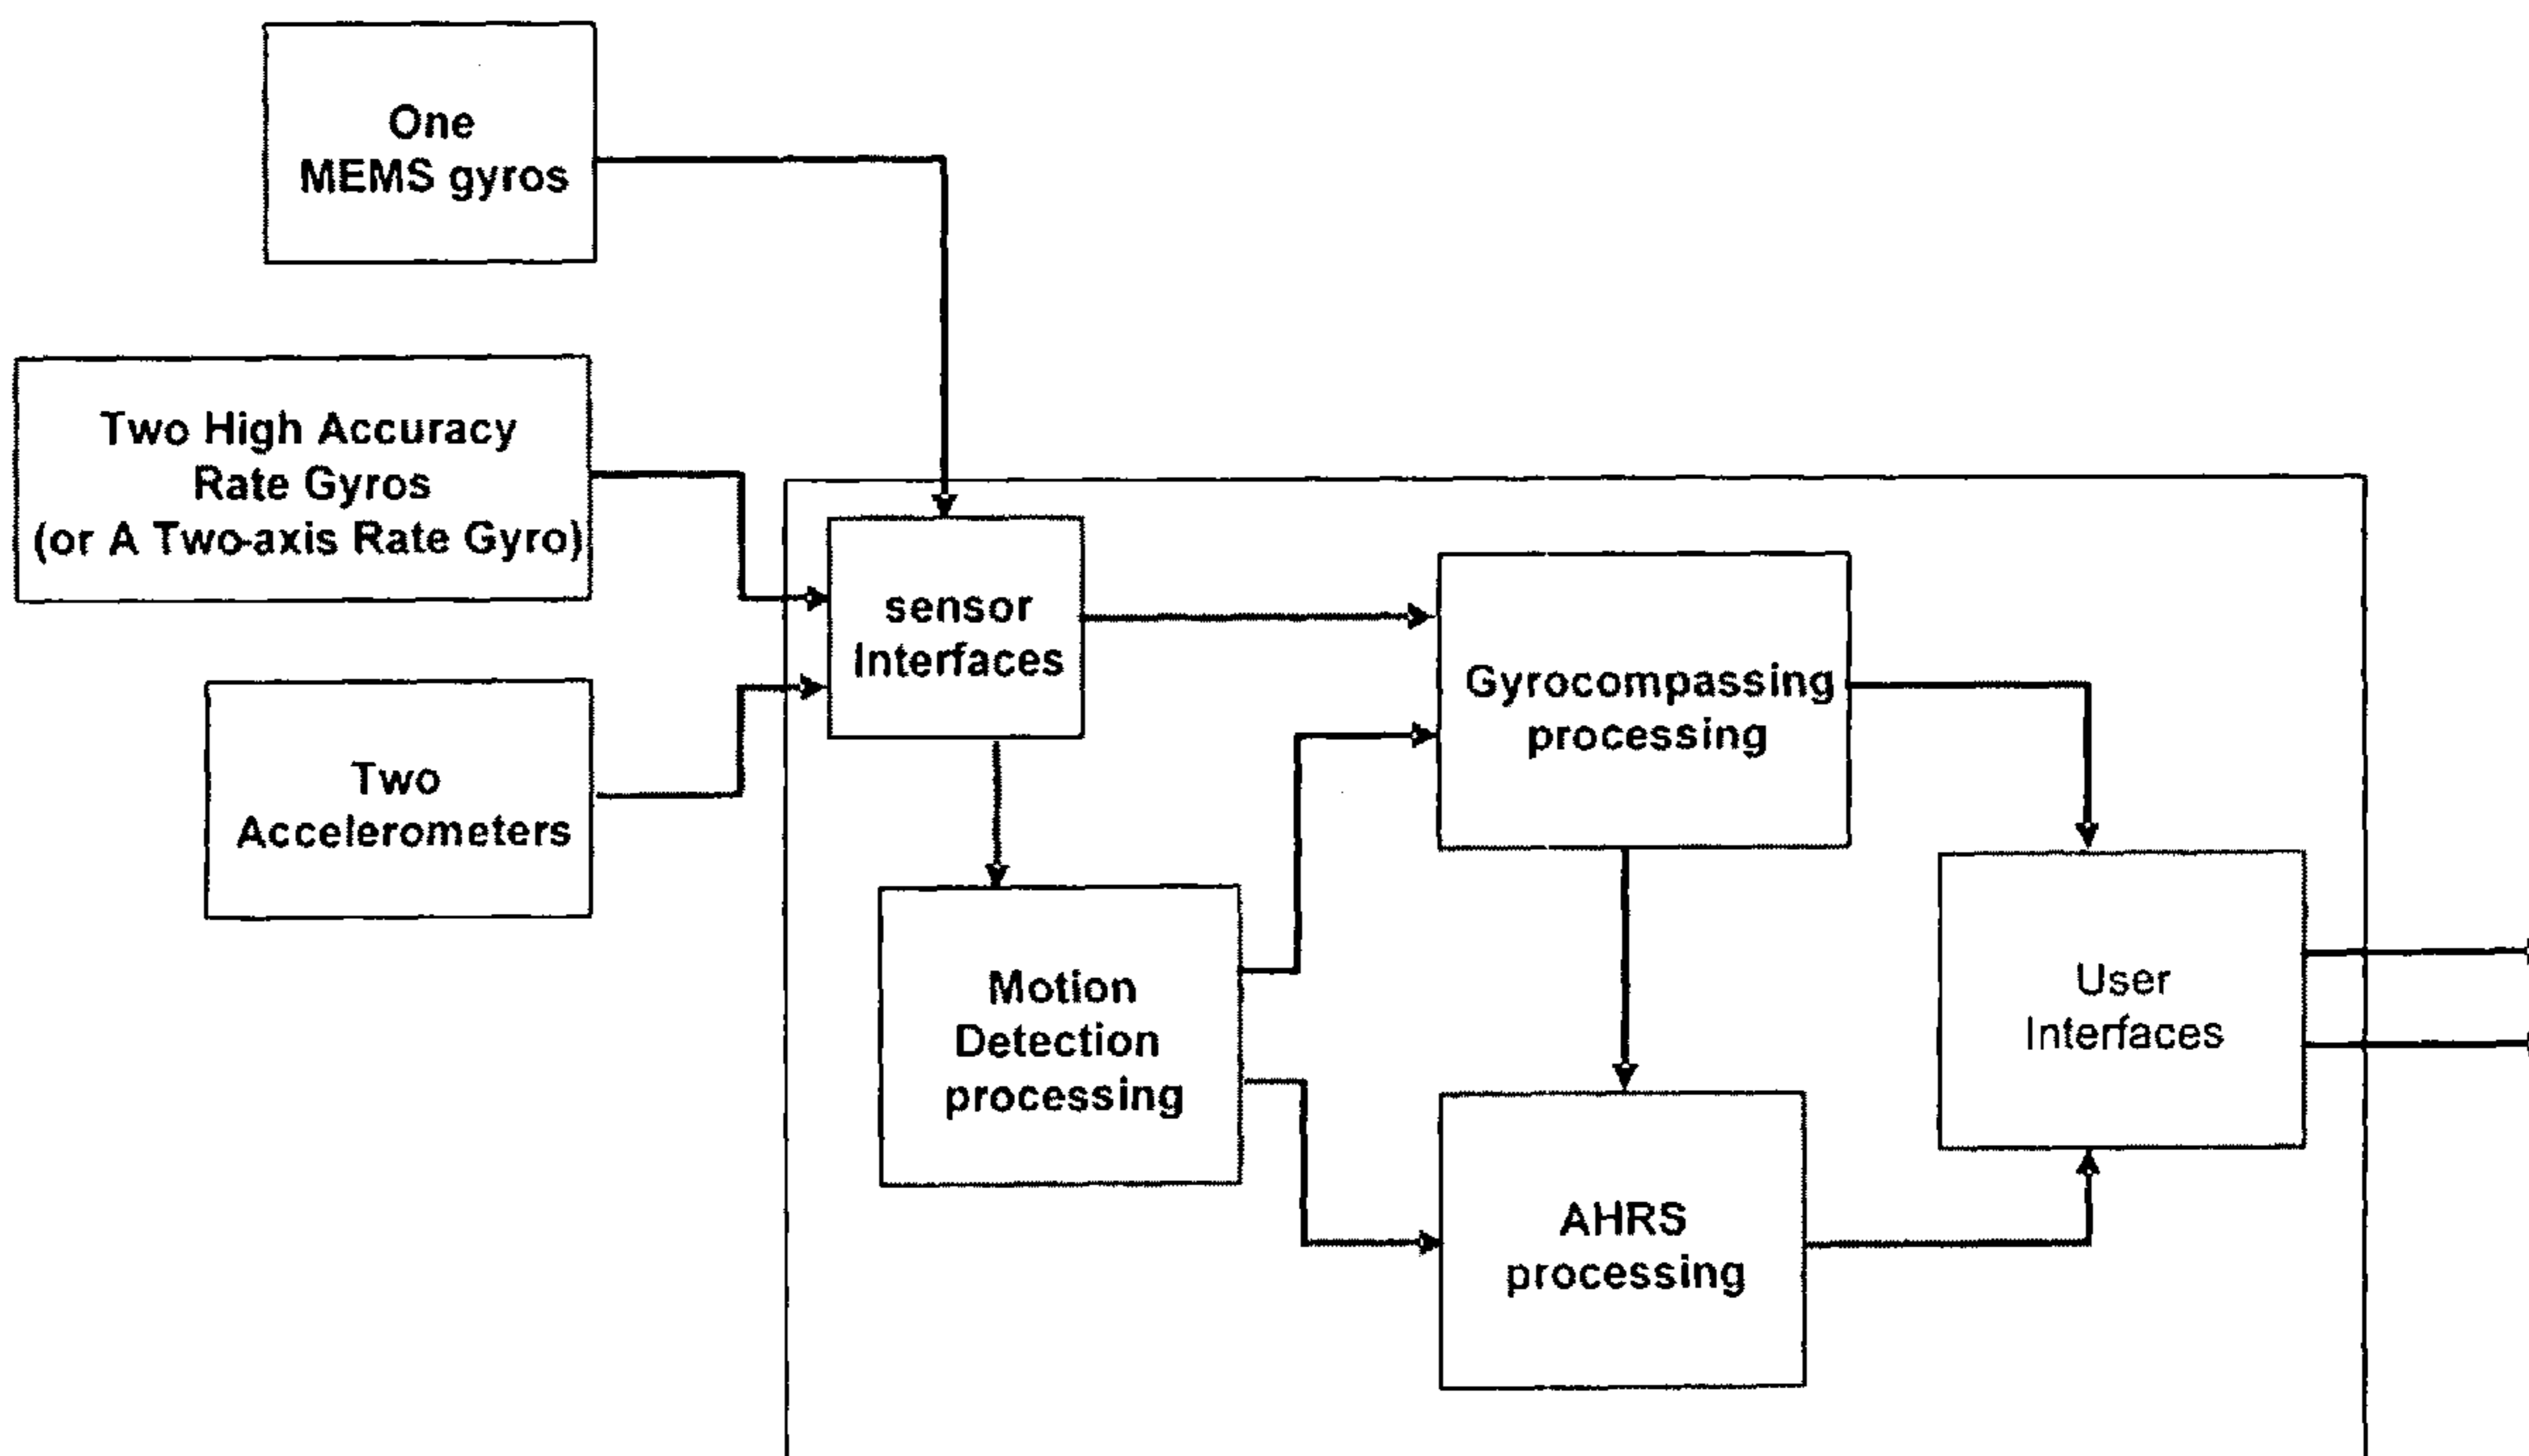 One
MEMS gyros
Two High Accuracy
Rate Gyros
(or A Two-axis Rate Gyro)
sensor
Interfaces
Gyrocompassing
processing
Two
Accelerometers
Motion
Detection
processing
User
Interfaces
AHRS
processing